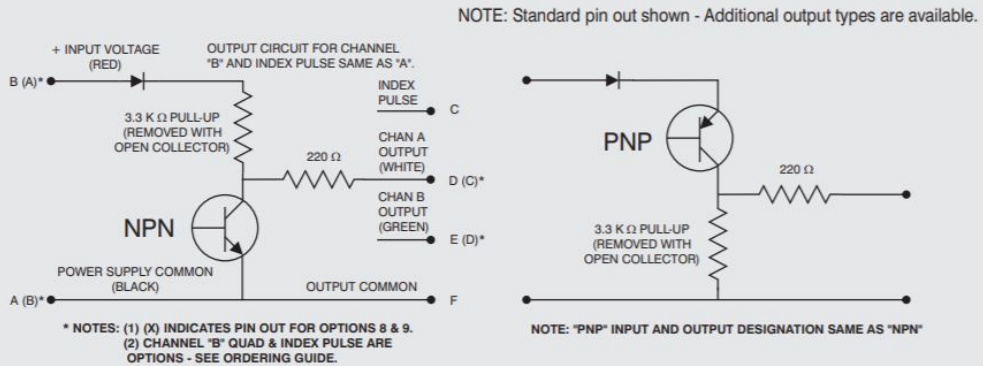 NOTE: Standard pin out shown - Additional output types are available.
+ INPUT VOLTAGE
(RED)
OUTPUT CIRCUIT FOR CHANNEL
"B" AND INDEX PULSE SAME AS "A".
B (A)*
INDEX
PULSE
C
3.3 K Ω PULL-UP
(REMOVED WITH
OPEN COLLECTOR)
CHAN A
OUTPUT
(WHITE)
220 Ω
D (C)*
CHAN B
OUTPUT
(GREEN)
NPN
E (D)*
POWER SUPPLY COMMON
(BLACK)
OUTPUT COMMON
A (B)*
F
* NOTES: (1) (X) INDICATES PIN OUT FOR OPTIONS 8 & 9.
(2) CHANNEL "B" QUAD & INDEX PULSE ARE
OPTIONS - SEE ORDERING GUIDE.
PNP
220 Ω
3.3 K Ω PULL-UP
(REMOVED WITH
OPEN COLLECTOR)
NOTE: "PNP" INPUT AND OUTPUT DESIGNATION SAME AS "NPN"